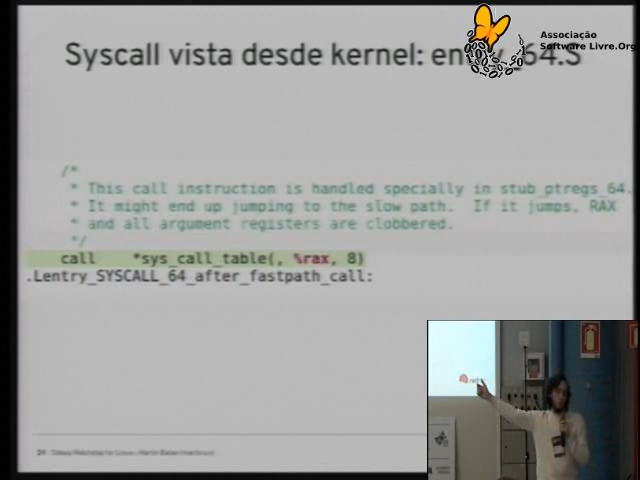 Associação
Software Livre.Org
Syscall vista desde kernel: entry_64.S
/*
* This call instruction is handled specially in stub_ptregs_64.
* It might end up jumping to the slow path. If it jumps, RAX
* and all argument registers are clobbered.
*/
call *sys_call_table(, %rax, 8)
.Lentry_SYSCALL_64_after_fastpath_call: